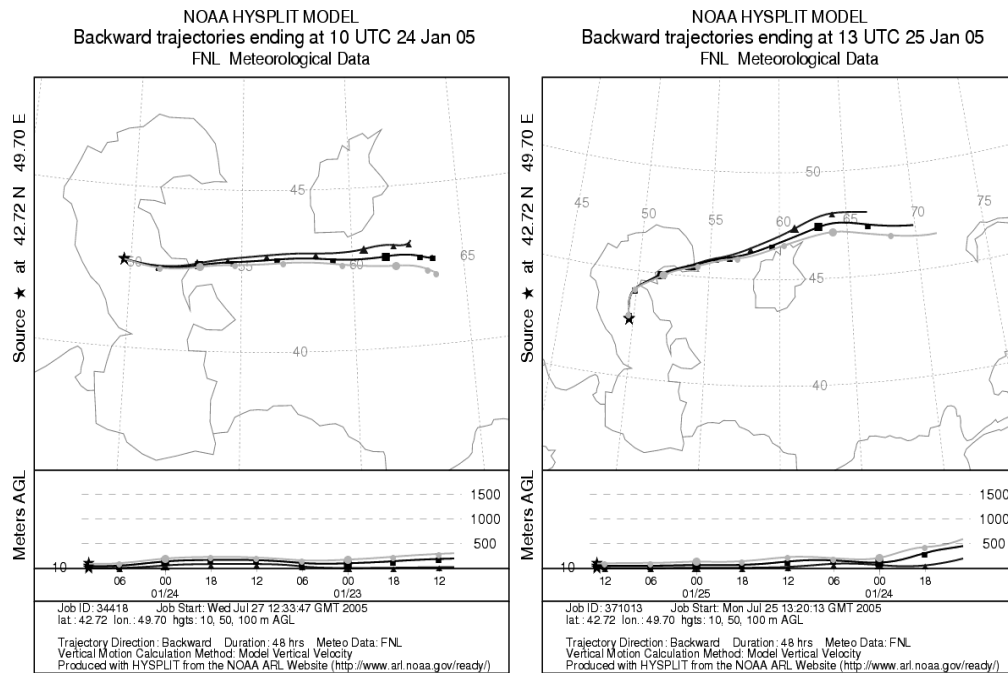 NOAA HYSPLIT MODEL
Backward trajectories ending at 10 UTC 24 Jan 05
FNL Meteorological Data
Source ★ at 42.72 N 49.70 E
45
50
55
60
65
40
Meters AGL
1500
1000
500
10
06 00 18 12 06 00 18 12
01/24 01/23
Job ID: 34418 Job Start: Wed Jul 27 12:33:47 GMT 2005
lat.: 42.72 lon.: 49.70 hgts: 10, 50, 100 m AGL
Trajectory Direction: Backward Duration: 48 hrs Meteo Data: FNL
Vertical Motion Calculation Method: Model Vertical Velocity
Produced with HYSPLIT from the NOAA ARL Website (http://www.arl.noaa.gov/ready/)
NOAA HYSPLIT MODEL
Backward trajectories ending at 13 UTC 25 Jan 05
FNL Meteorological Data
Source ★ at 42.72 N 49.70 E
50
45 50 55 60 65 70 75
45
40
Meters AGL
1500
1000
500
10
12 06 00 18 12 06 00 18
01/25 01/24
Job ID: 371013 Job Start: Mon Jul 25 13:20:13 GMT 2005
lat.: 42.72 lon.: 49.70 hgts: 10, 50, 100 m AGL
Trajectory Direction: Backward Duration: 48 hrs Meteo Data: FNL
Vertical Motion Calculation Method: Model Vertical Velocity
Produced with HYSPLIT from the NOAA ARL Website (http://www.arl.noaa.gov/ready/)